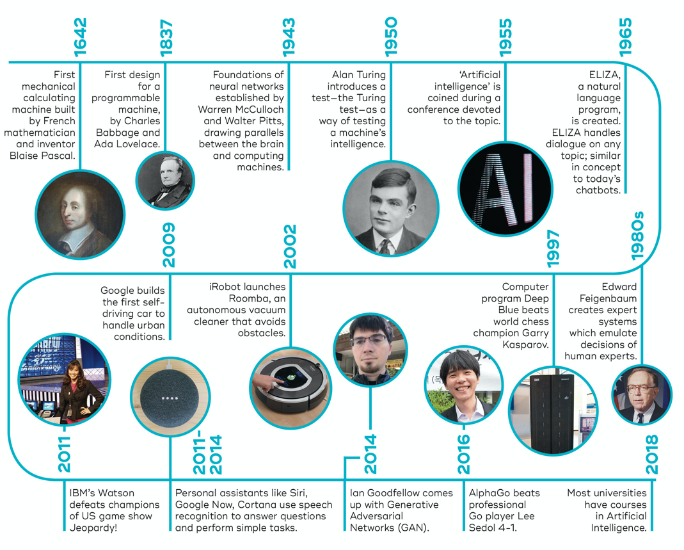 1642
First
mechanical
calculating
machine built
by French
mathematician
and inventor
Blaise Pascal.
1837
First design
for a
programmable
machine,
by Charles
Babbage and
Ada Lovelace.
1943
Foundations of
neural networks
established by
Warren McCulloch
and Walter Pitts,
drawing parallels
between the brain
and computing
machines.
1950
Alan Turing
introduces a
test—the Turing
test—as a way
of testing
a machine's
intelligence.
1955
‘Artificial
intelligence’ is
coined during a
conference devoted
to the topic.
AI
1965
ELIZA,
a natural
language
program,
is created.
ELIZA handles
dialogue on any
topic; similar
in concept
to today's
chatbots.
1980s
Edward
Feigenbaum
creates expert
systems
which emulate
decisions of
human experts.
1997
Computer
program Deep
Blue beats
world chess
champion Garry
Kasparov.
2002
iRobot launches
Roomba, an
autonomous vacuum
cleaner that avoids
obstacles.
2009
Google builds
the first self-
driving car to
handle urban
conditions.
2011
IBM's Watson
defeats champions
of US game show
Jeopardy!
2011-
2014
Personal assistants like Siri,
Google Now, Cortana use speech
recognition to answer questions
and perform simple tasks.
2014
Ian Goodfellow comes
up with Generative
Adversarial
Networks (GAN).
2016
AlphaGo beats
professional
Go player Lee
Sedol 4-1.
2018
Most universities
have courses
in Artificial
Intelligence.